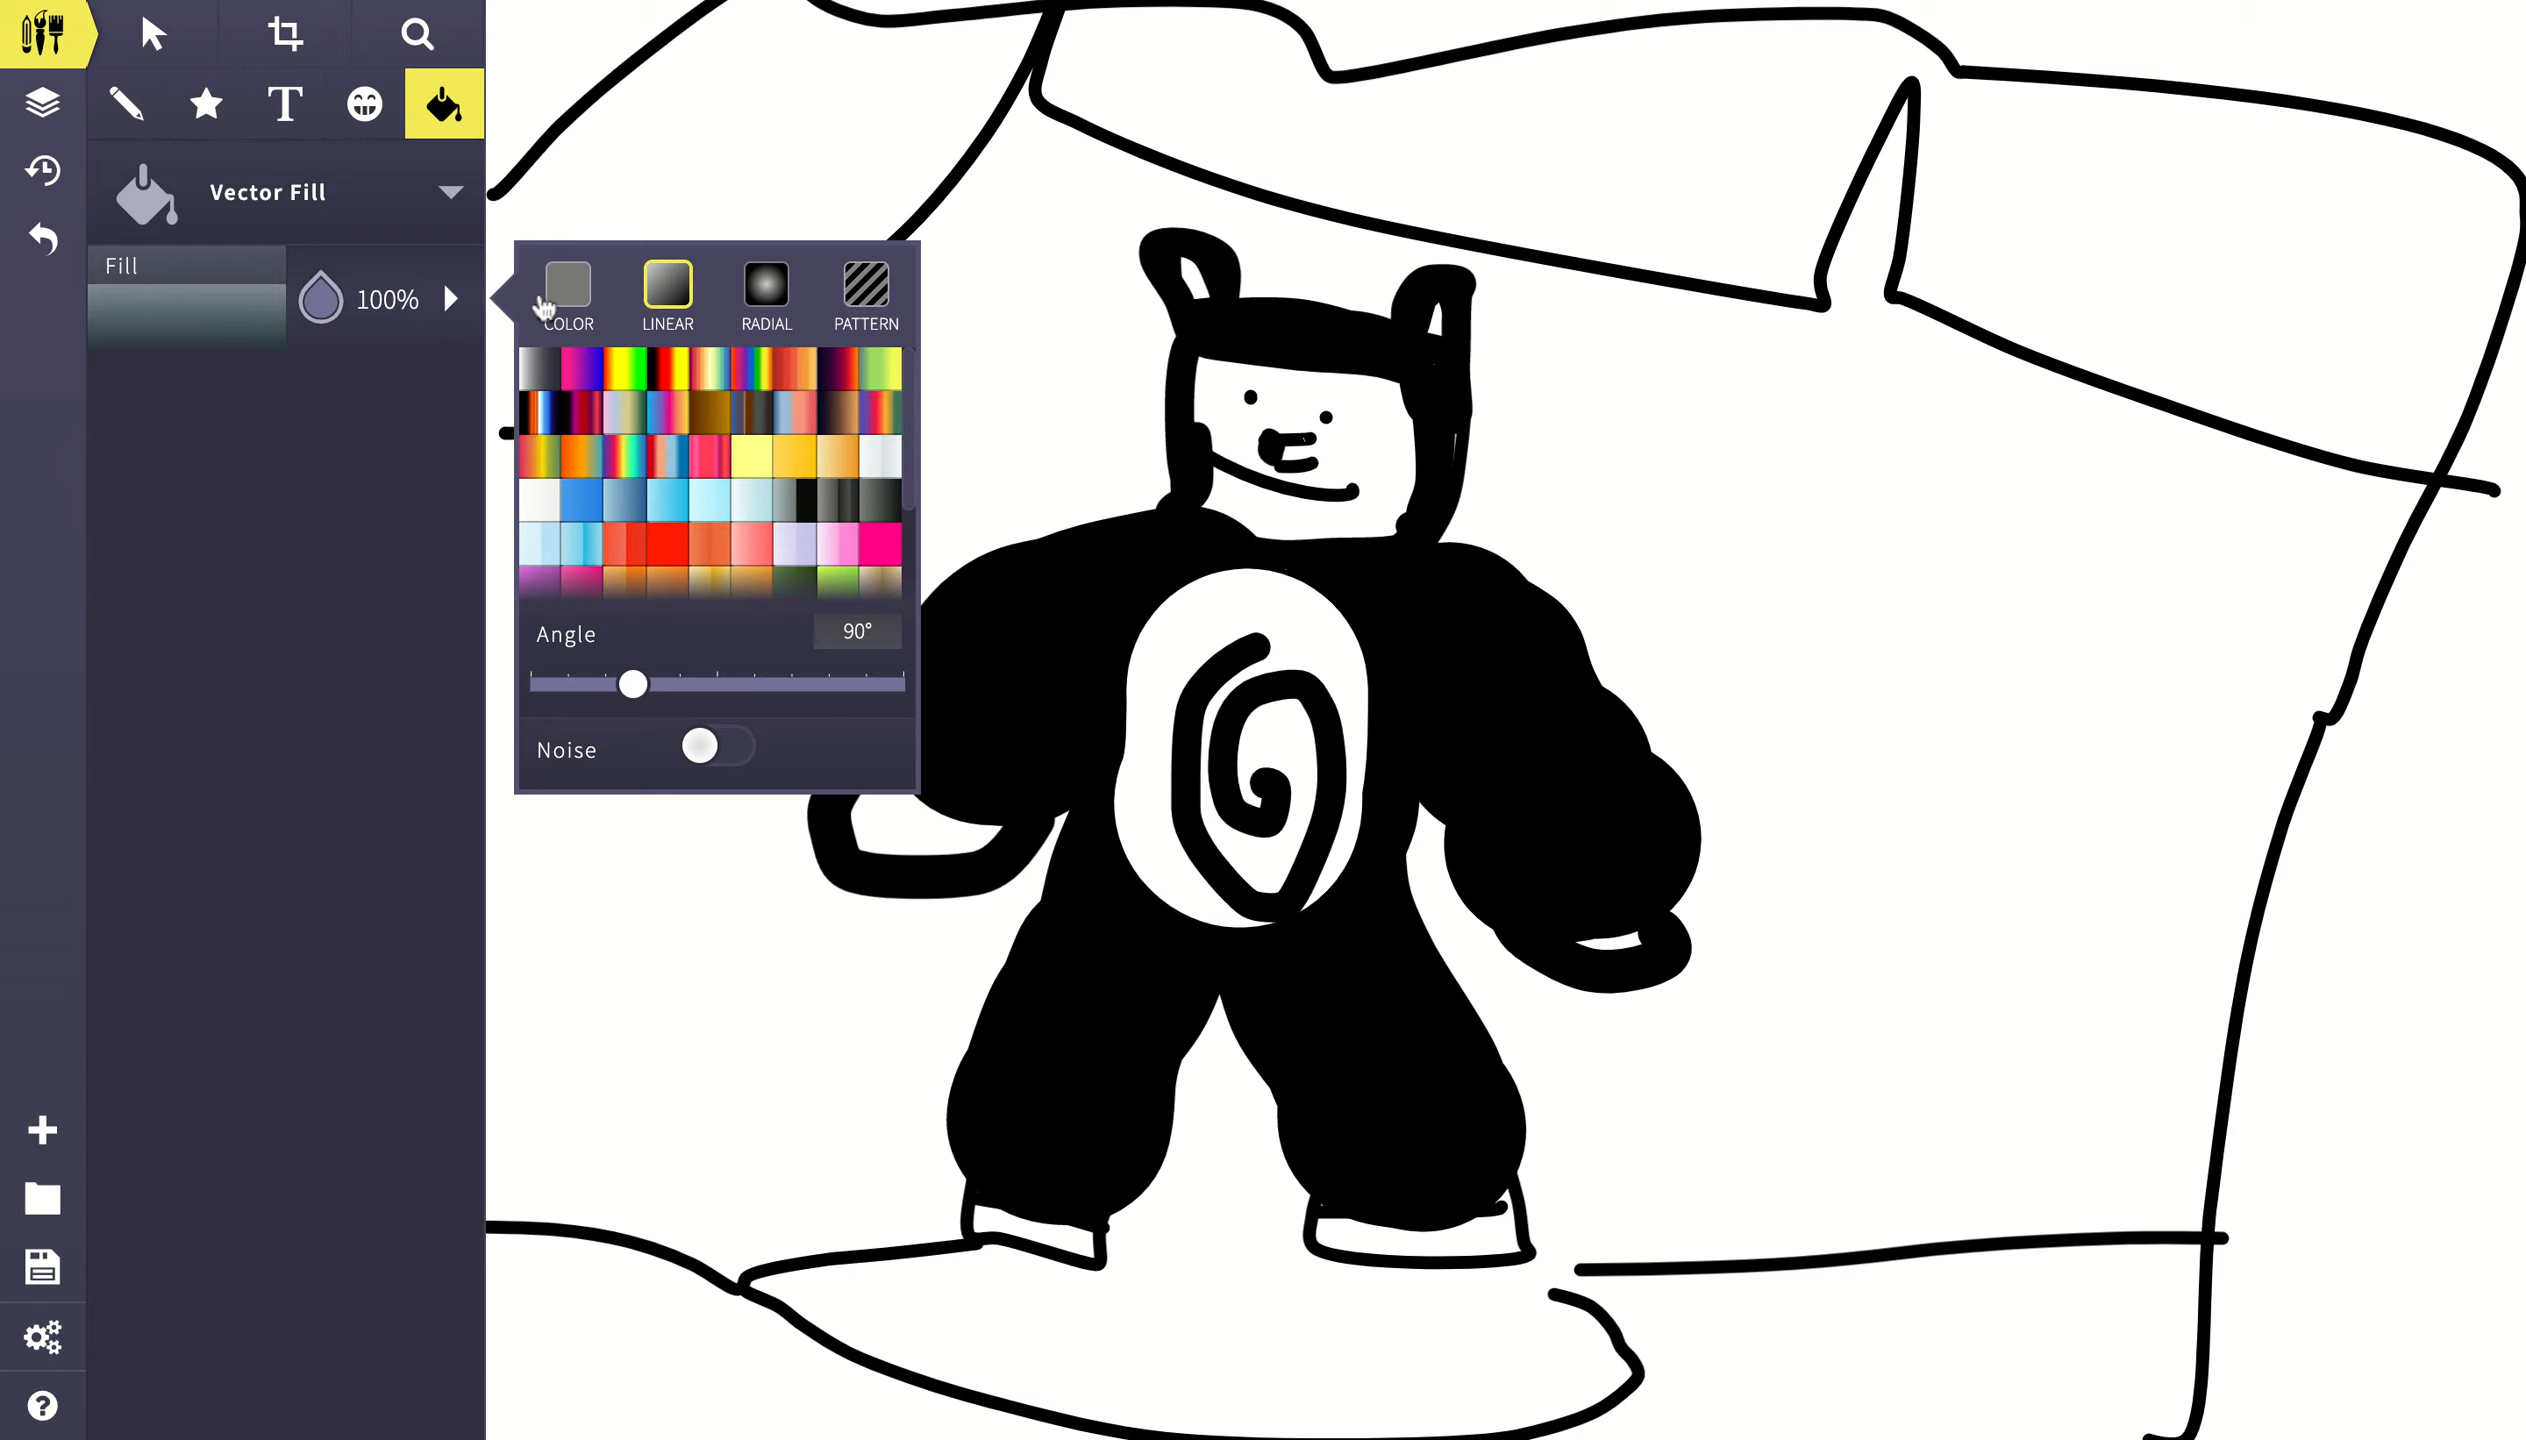 T
Vector Fill
Fill
100%
COLOR LINEAR RADIAL PATTERN
Angle 90°
Noise
?